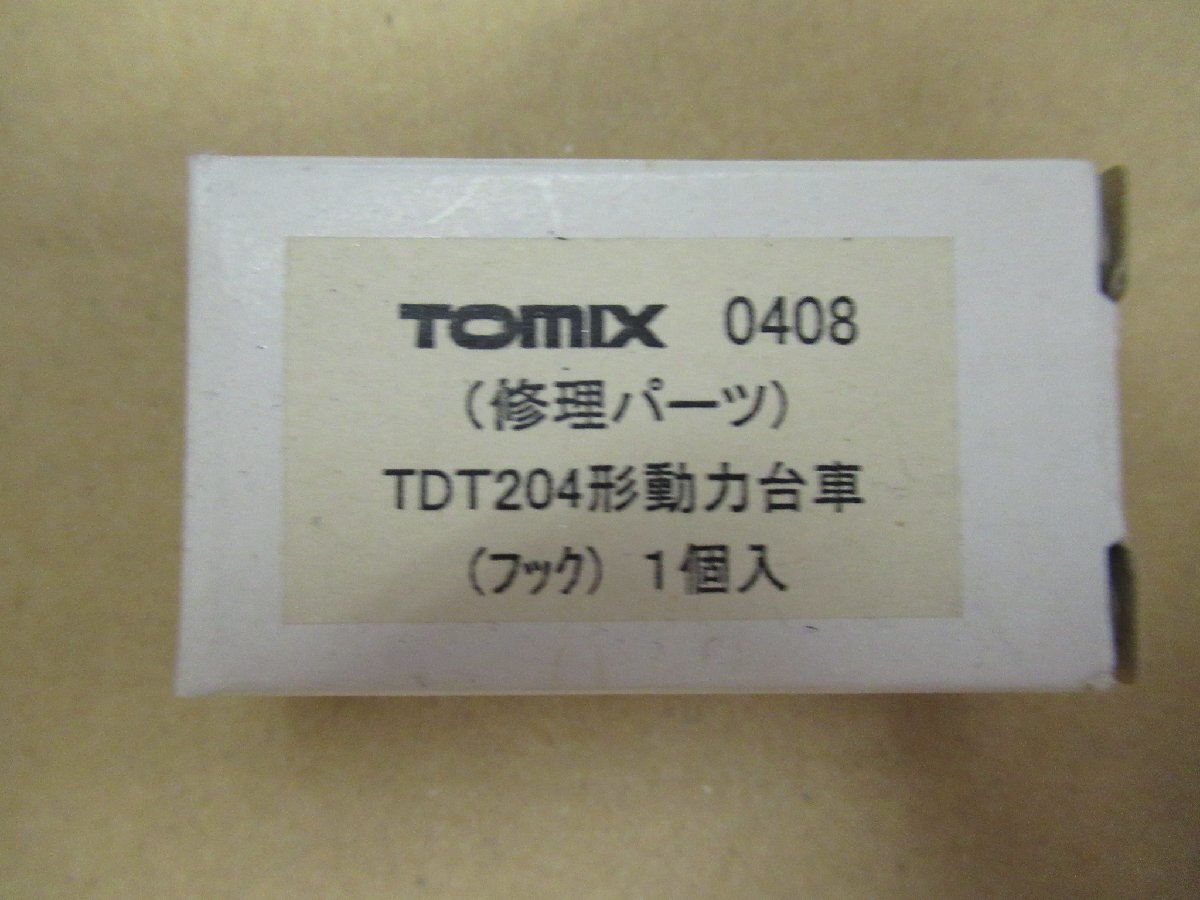 TOMIX 0408
(修理パーツ)
TDT204形動力台車
(フック) 1個入